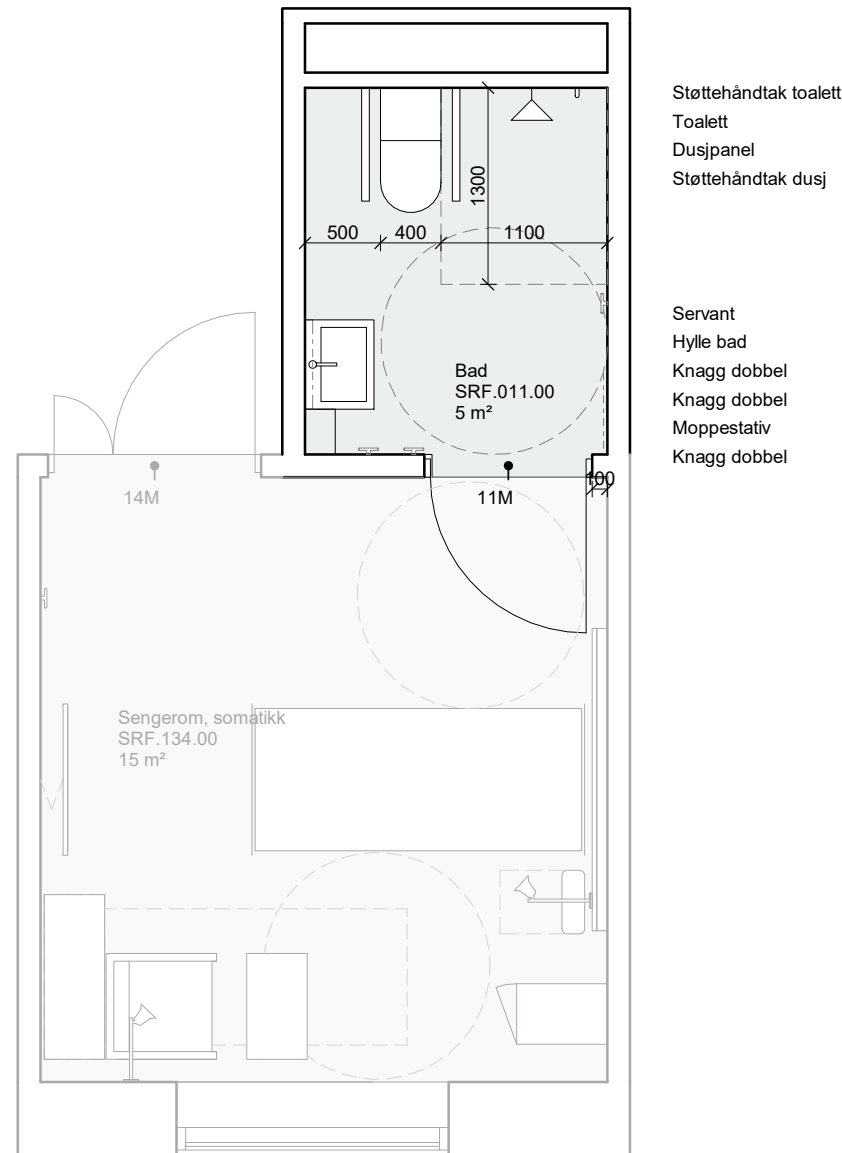 Støttehåndtak toalett
Toalett
Dusjpanel
Støttehåndtak dusj
1300
500
400
1100
Servant
Hylle bad
Knagg dobbel
Knagg dobbel
Moppestativ
Knagg dobbel
Bad
SRF.011.00
5 m²
100
14M
11M
Sengerom, somatikk
SRF.134.00
15 m²